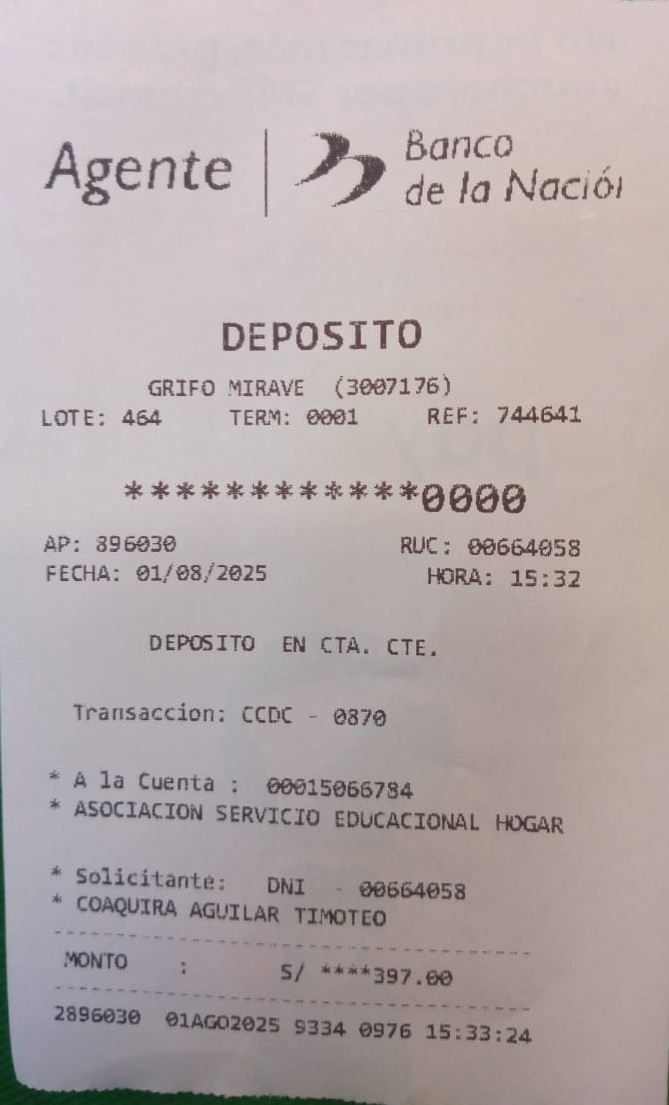 Agente
Banco
de la Nació
DEPOSITO
GRIFO MIRAVE (3007176)
LOTE: 464 TERM: 0001 REF: 744641
************0000
AP: 896030 RUC: 00664058
FECHA: 01/08/2025 HORA: 15:32
DEPOSITO EN CTA. CTE.
Transaccion: CCDC - 0870
* A la Cuenta : 00015066784
* ASOCIACION SERVICIO EDUCACIONAL HOGAR
* Solicitante: DNI - 00664058
* COAQUIRA AGUILAR TIMOTEO
MONTO : S/ ****397.00
2896030 01AGO2025 9334 0976 15:33:24